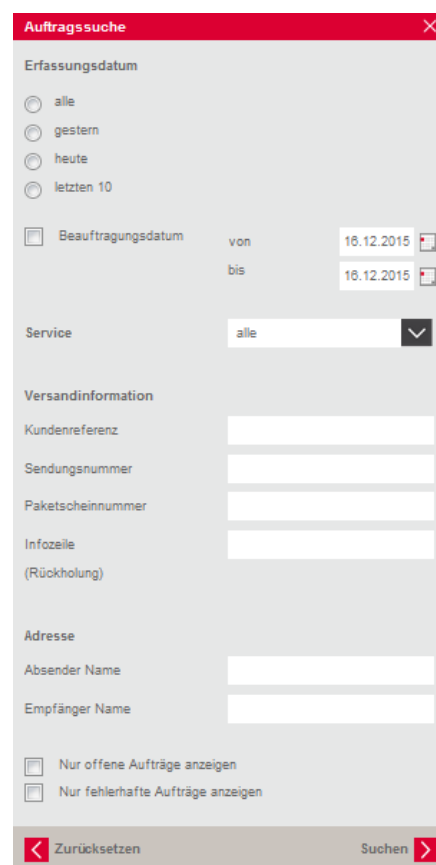 Auftragssuche
Erfassungsdatum
alle
gestern
heute
letzten 10
Beauftragungsdatum von 16.12.2015
bis 16.12.2015
Service alle
Versandinformation
Kundenreferenz
Sendungsnummer
Paketscheinnummer
Infozeile
(Rückholung)
Adresse
Absender Name
Empfänger Name
Nur offene Aufträge anzeigen
Nur fehlerhafte Aufträge anzeigen
Zurücksetzen Suchen